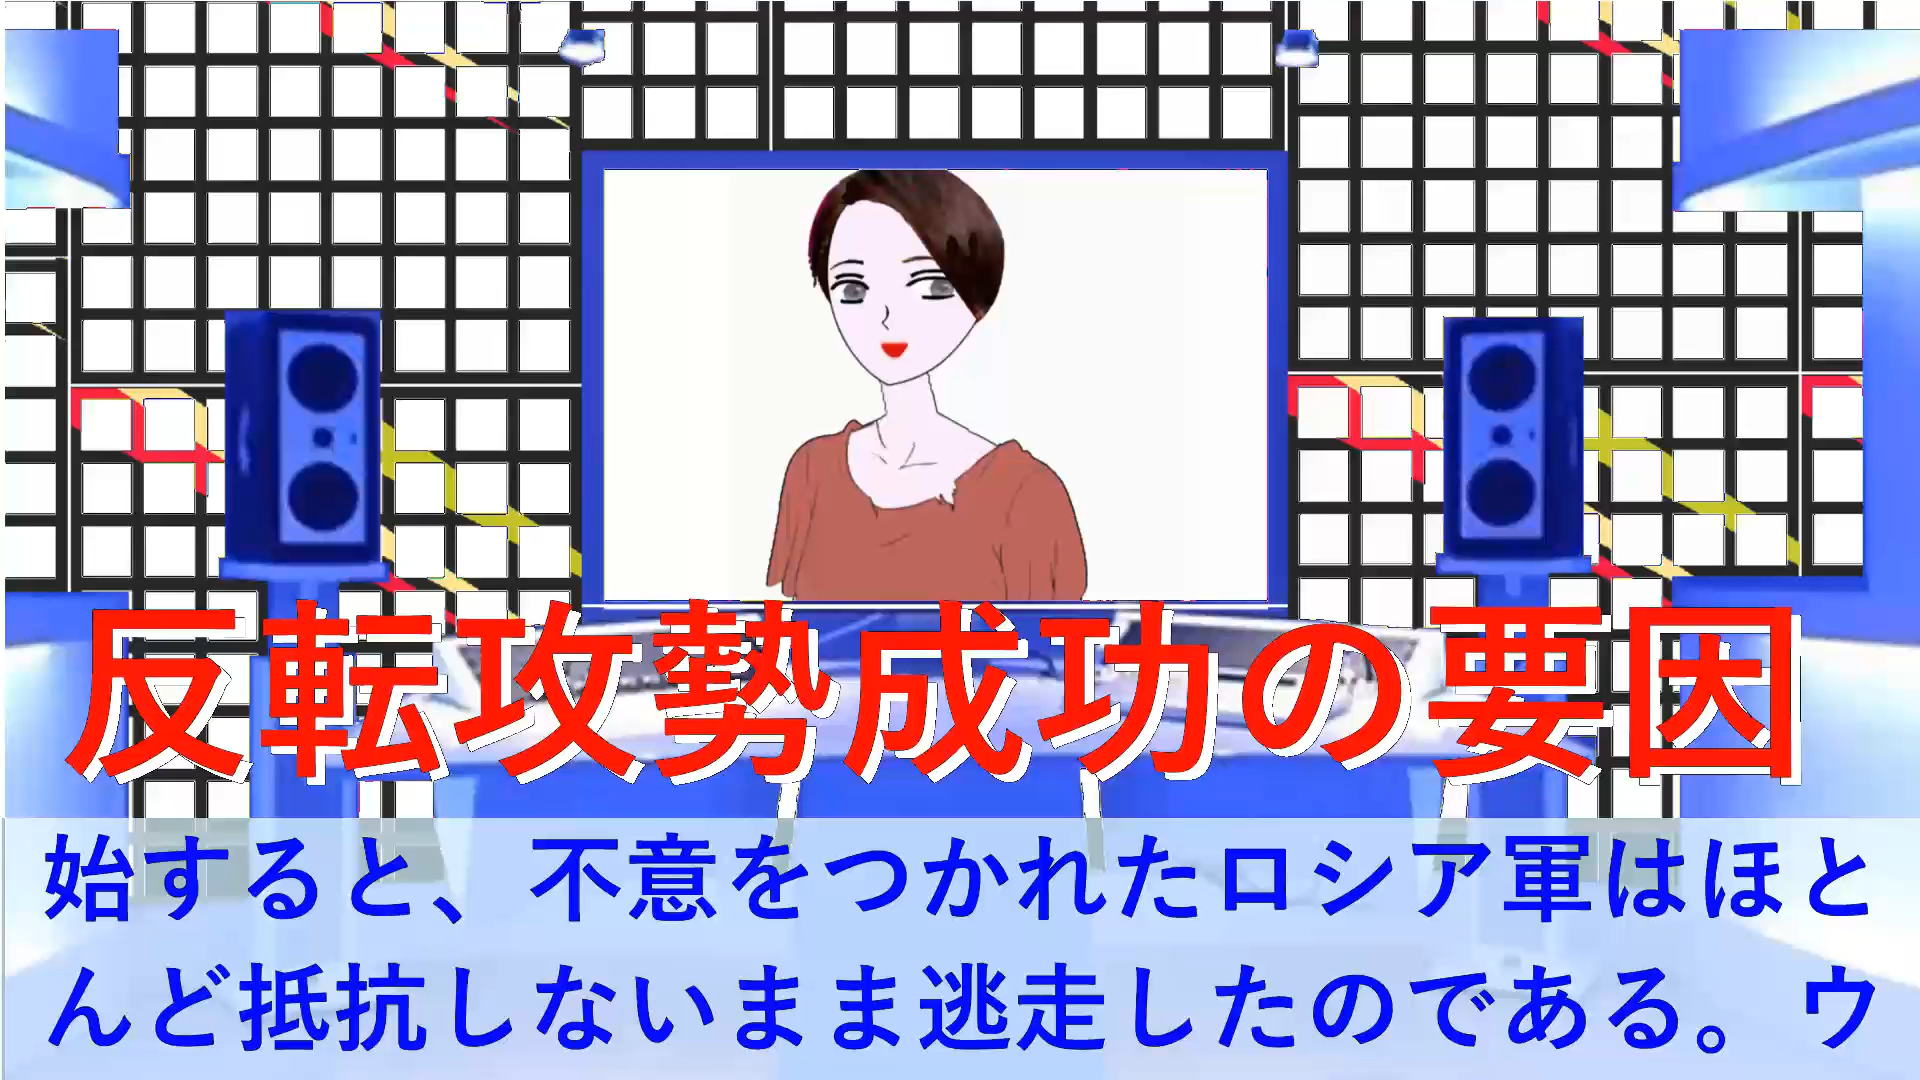 反転攻勢成功の要因
始すると、不意をつかれたロシア軍はほと
んど抵抗しないまま逃走したのである。ウ